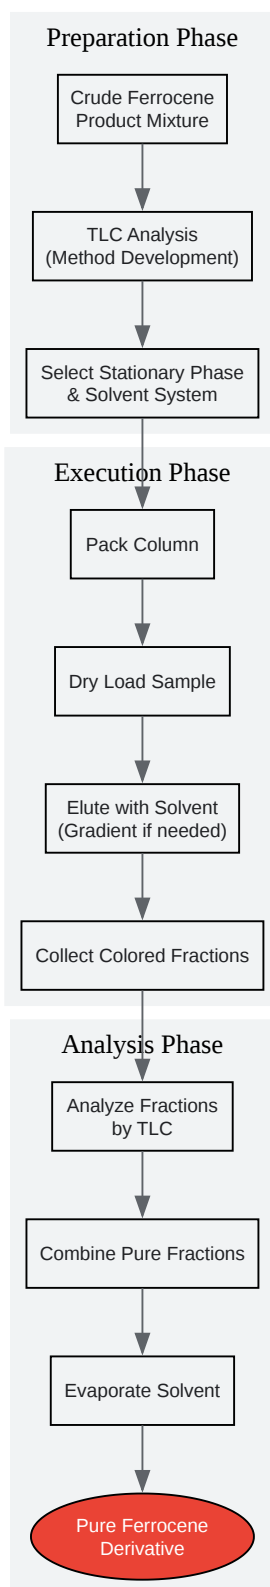 Preparation Phase
Crude Ferrocene
Product Mixture
TLC Analysis
(Method Development)
Select Stationary Phase
& Solvent System
Execution Phase
Pack Column
Dry Load Sample
Elute with Solvent
(Gradient if needed)
Collect Colored Fractions
Analysis Phase
Analyze Fractions
by TLC
Combine Pure Fractions
Evaporate Solvent
Pure Ferrocene
Derivative